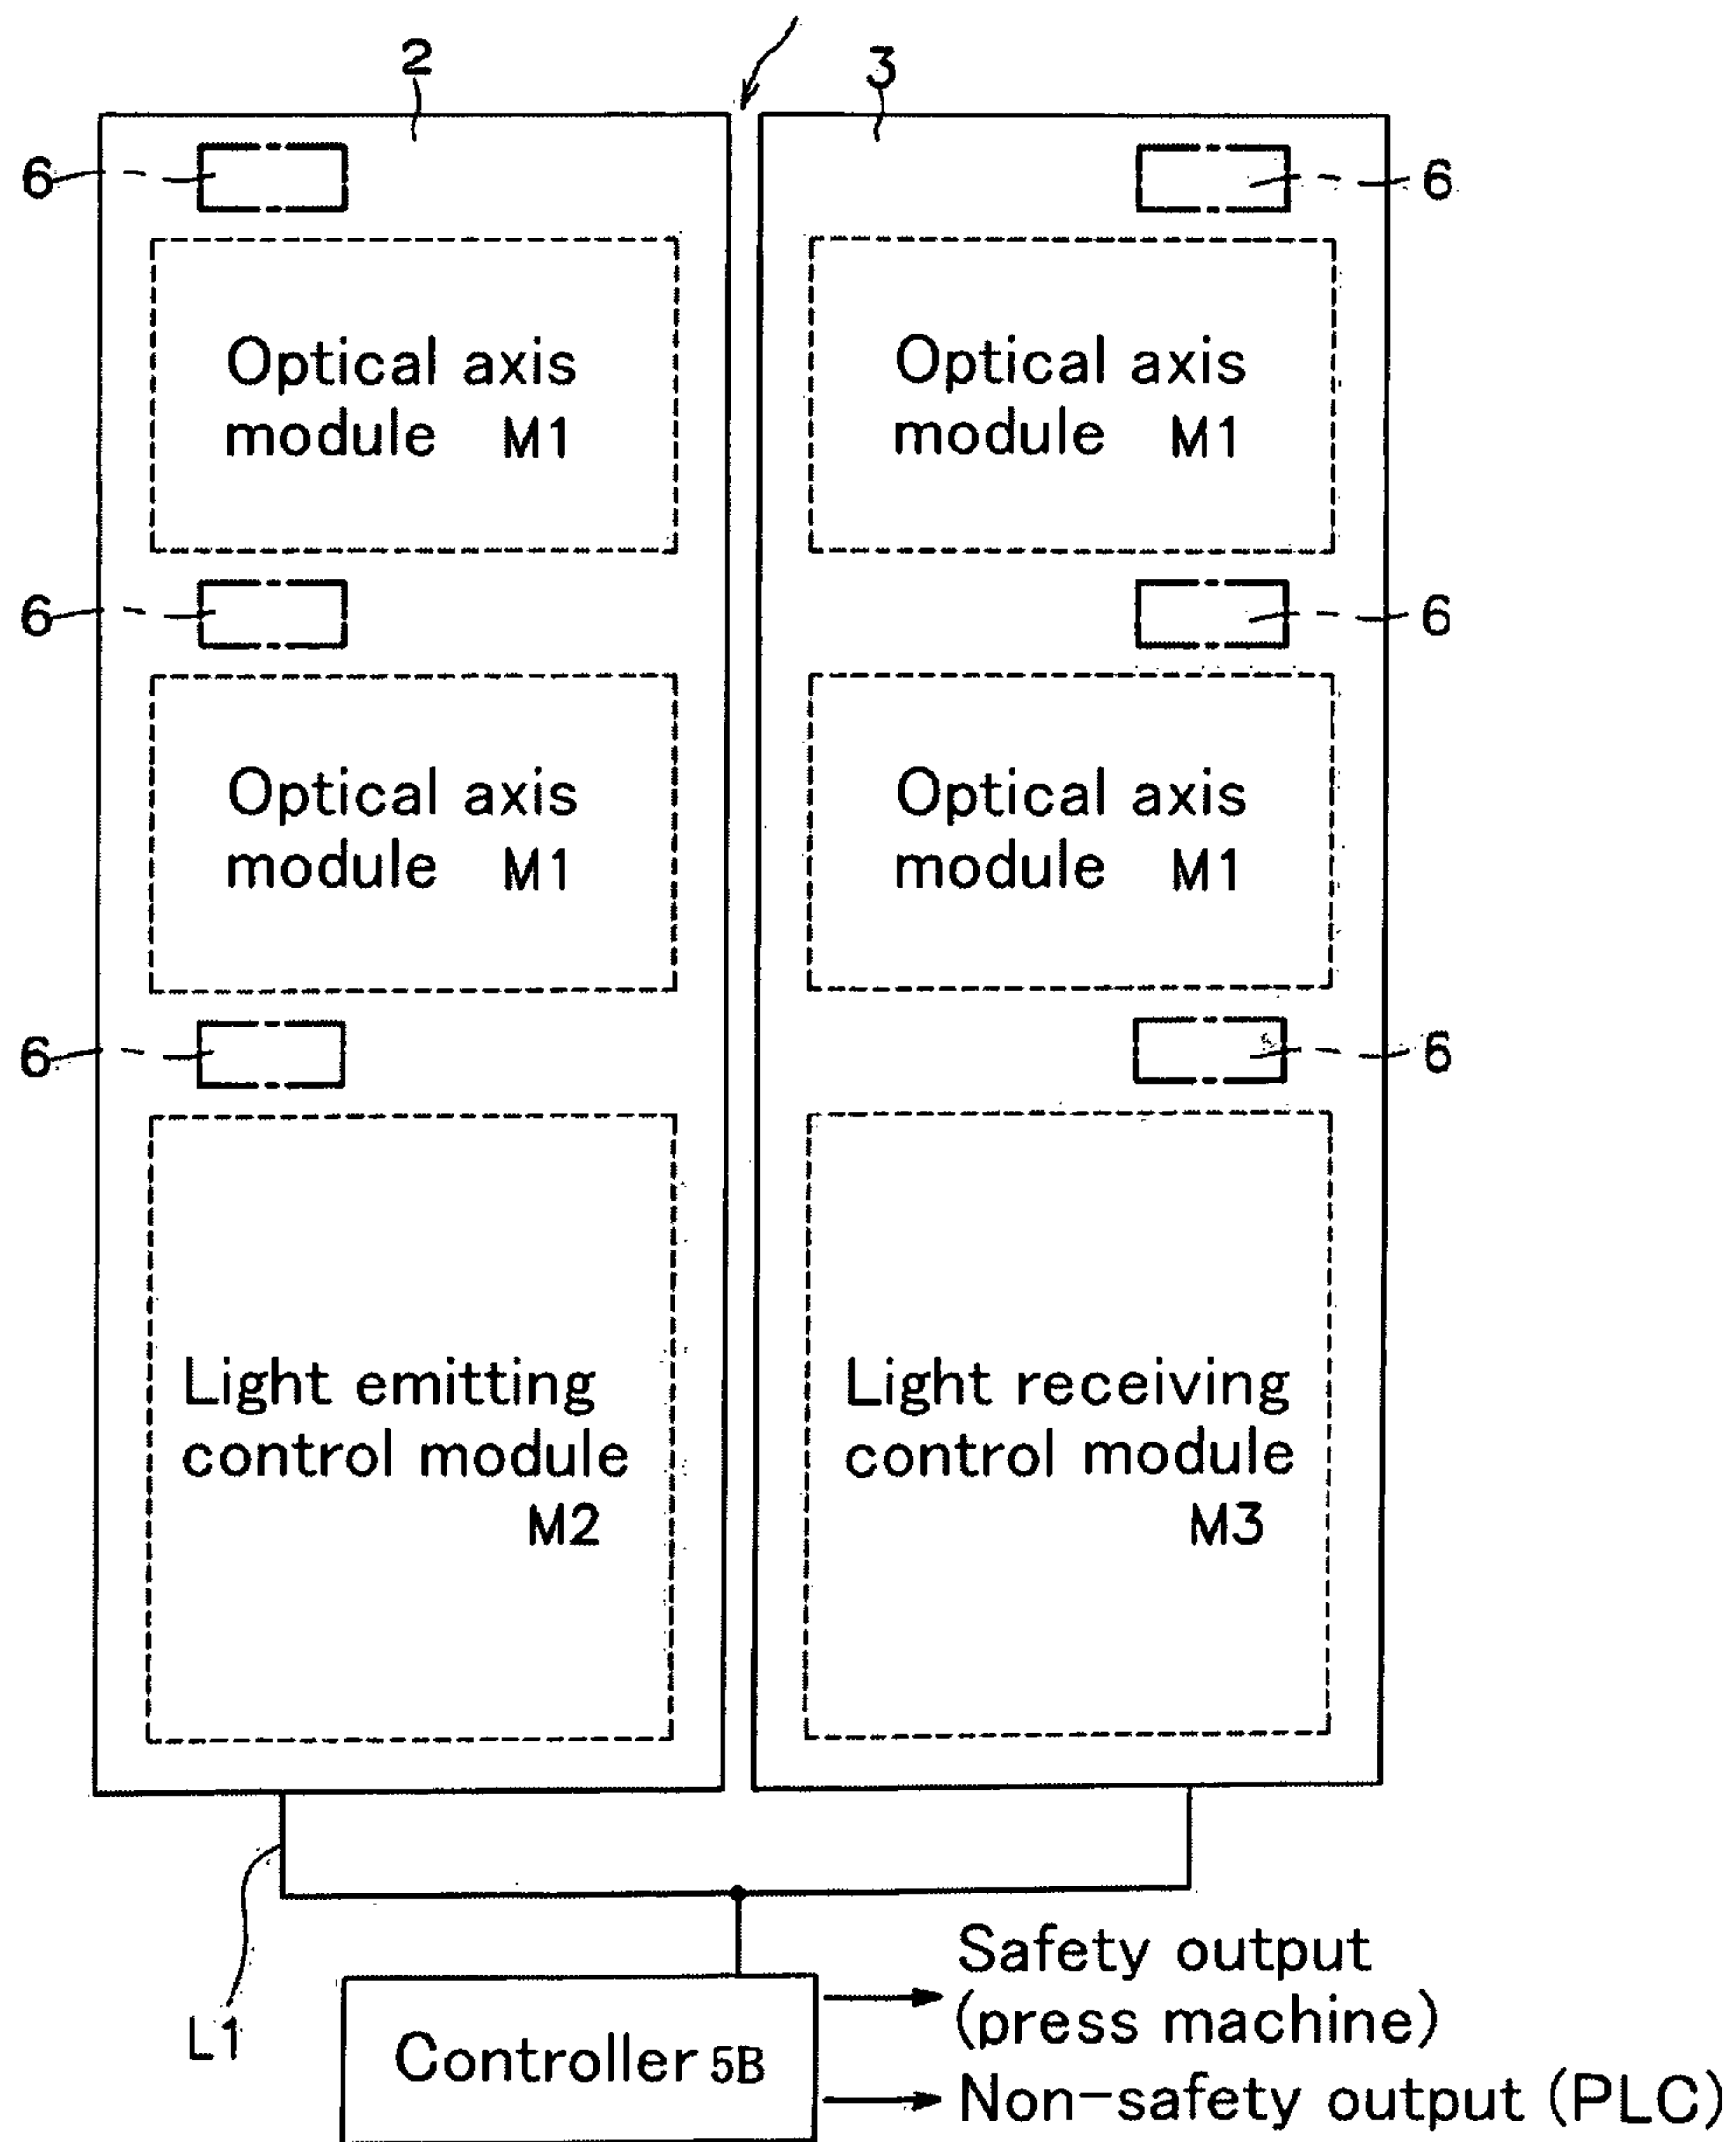 2
3
6
6
Optical axis
module M1
Optical axis
module M1
6
6
Optical axis
module M1
Optical axis
module M1
6
6
Light emitting
control module
M2
Light receiving
control module
M3
L1
Controller 5B
Safety output
(press machine)
Non-safety output (PLC)